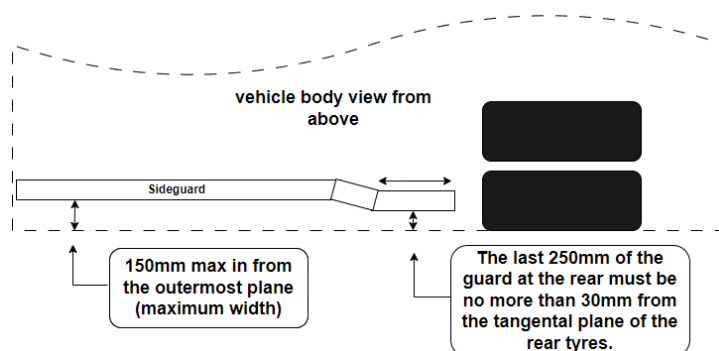 vehicle body view from
above
Sideguard
150mm max in from
the outermost plane
(maximum width)
The last 250mm of the
guard at the rear must be
no more than 30mm from
the tangental plane of the
rear tyres.